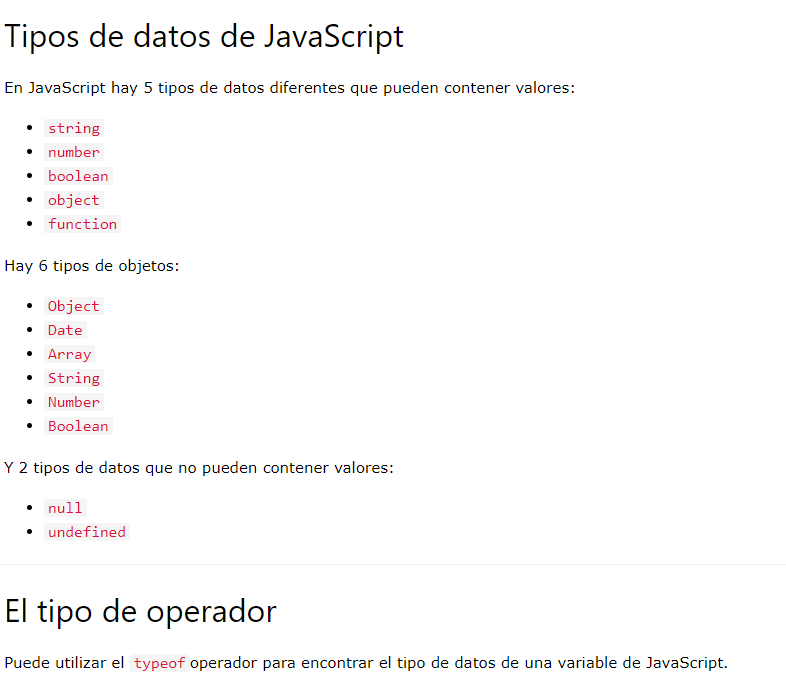 Tipos de datos de JavaScript
En JavaScript hay 5 tipos de datos diferentes que pueden contener valores:
string
number
boolean
object
function
Hay 6 tipos de objetos:
Object
Date
Array
String
Number
Boolean
Y 2 tipos de datos que no pueden contener valores:
null
undefined
El tipo de operador
Puede utilizar el typeof operador para encontrar el tipo de datos de una variable de JavaScript.